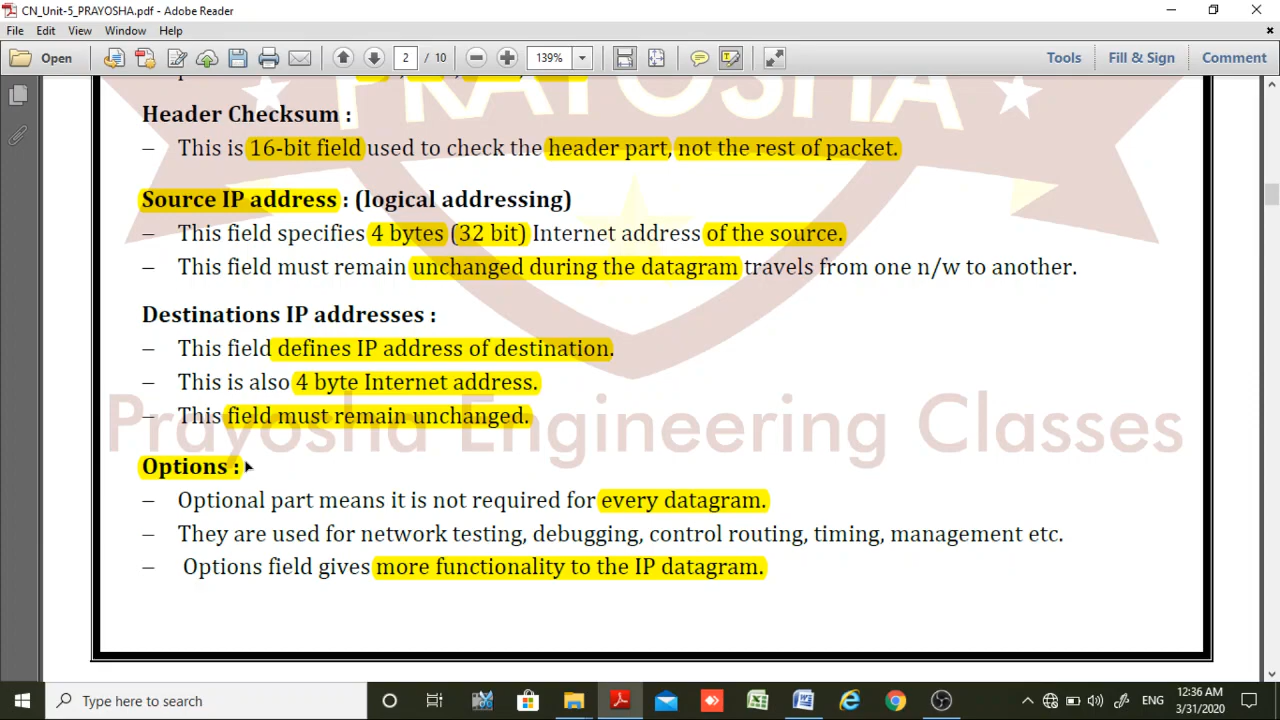 CN_Unit-5_PRAYOSHA.pdf - Adobe Reader
File Edit View Window Help
Open 2 / 10 139% Tools Fill & Sign Comment
PRAYOSHA
Header Checksum :
– This is 16-bit field used to check the header part, not the rest of packet.
Source IP address : (logical addressing)
– This field specifies 4 bytes (32 bit) Internet address of the source.
– This field must remain unchanged during the datagram travels from one n/w to another.
Destinations IP addresses :
– This field defines IP address of destination.
– This is also 4 byte Internet address.
– This field must remain unchanged.
Prayosha Engineering Classes
Options :
– Optional part means it is not required for every datagram.
– They are used for network testing, debugging, control routing, timing, management etc.
– Options field gives more functionality to the IP datagram.
Type here to search ENG 12:36 AM
3/31/2020